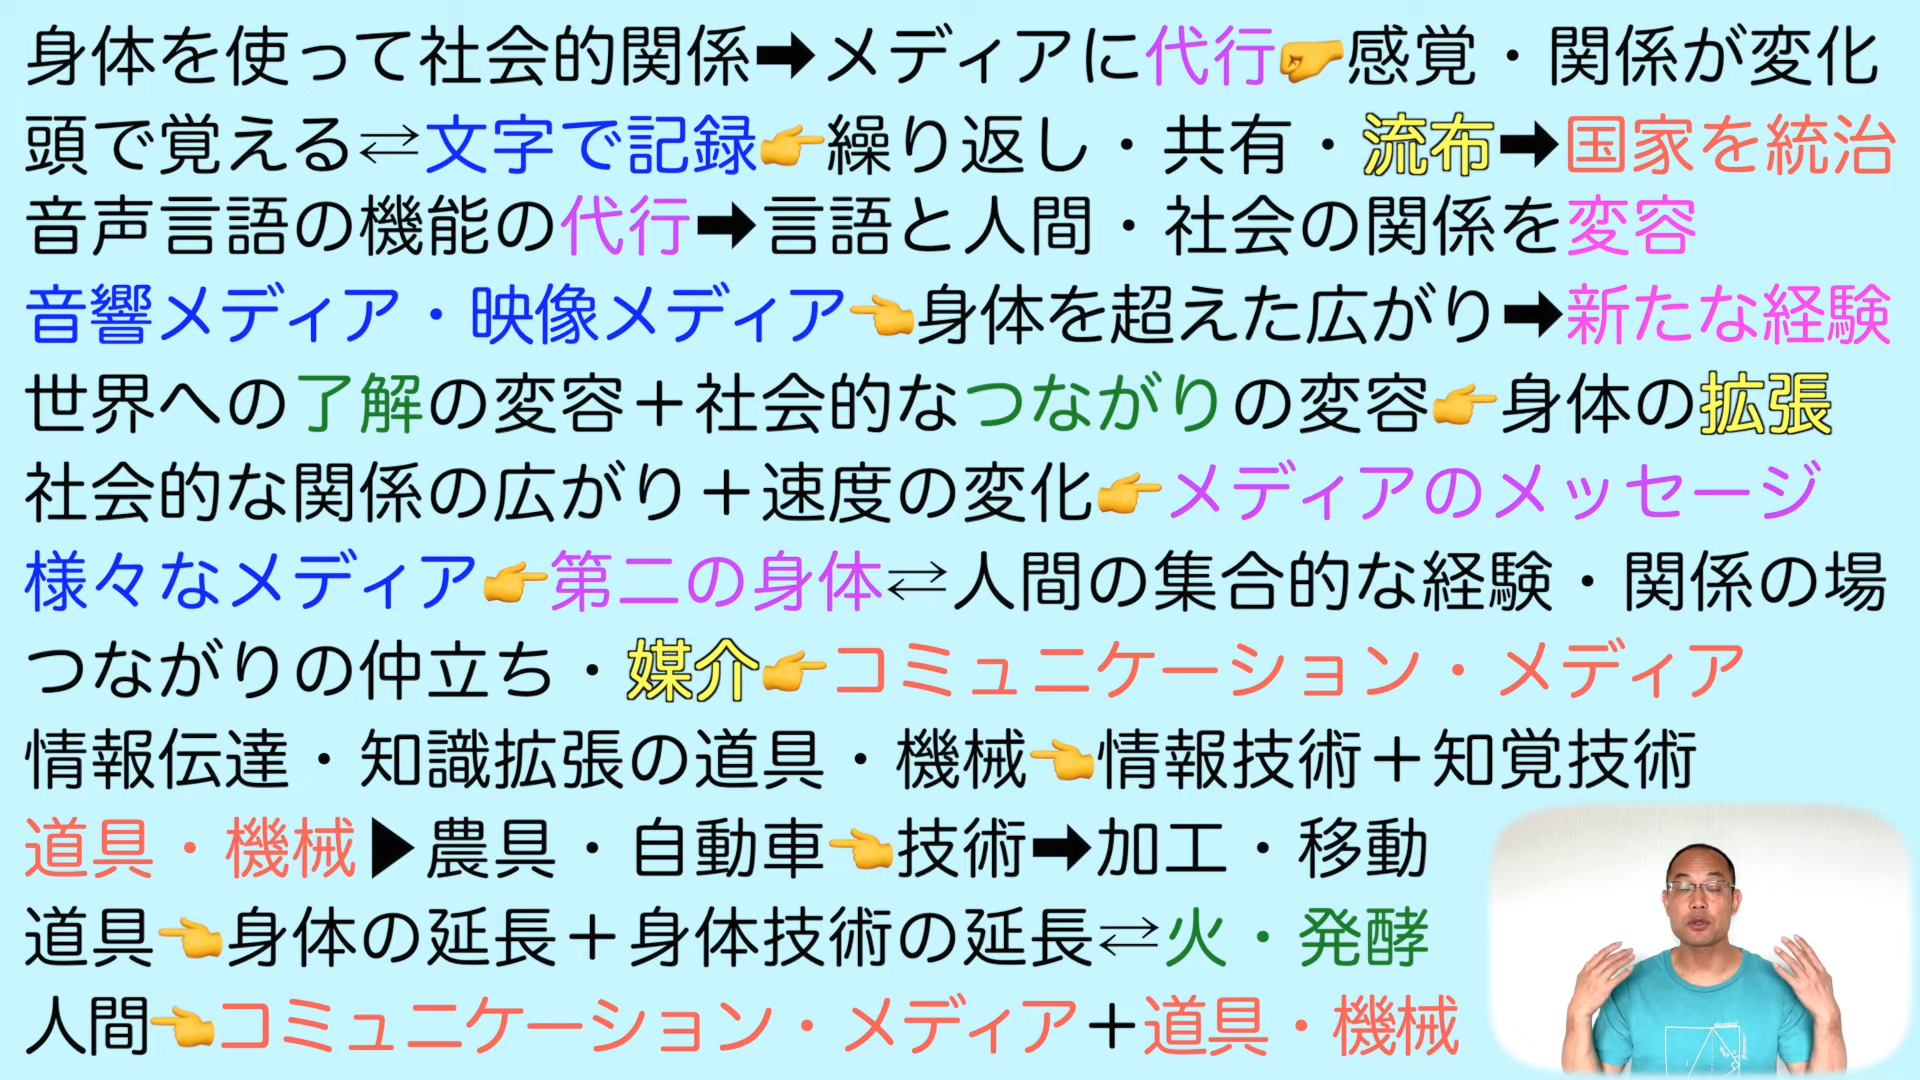 身体を使って社会的関係➡メディアに代行👉感覚・関係が変化
頭で覚える⇄文字で記録👉繰り返し・共有・流布➡国家を統治
音声言語の機能の代行➡言語と人間・社会の関係を変容
音響メディア・映像メディア👈身体を超えた広がり➡新たな経験
世界への了解の変容＋社会的なつながりの変容👉身体の拡張
社会的な関係の広がり＋速度の変化👉メディアのメッセージ
様々なメディア👉第二の身体⇄人間の集合的な経験・関係の場
つながりの仲立ち・媒介👉コミュニケーション・メディア
情報伝達・知識拡張の道具・機械👈情報技術＋知覚技術
道具・機械▶農具・自動車👈技術➡加工・移動
道具👈身体の延長＋身体技術の延長⇄火・発酵
人間👈コミュニケーション・メディア＋道具・機械